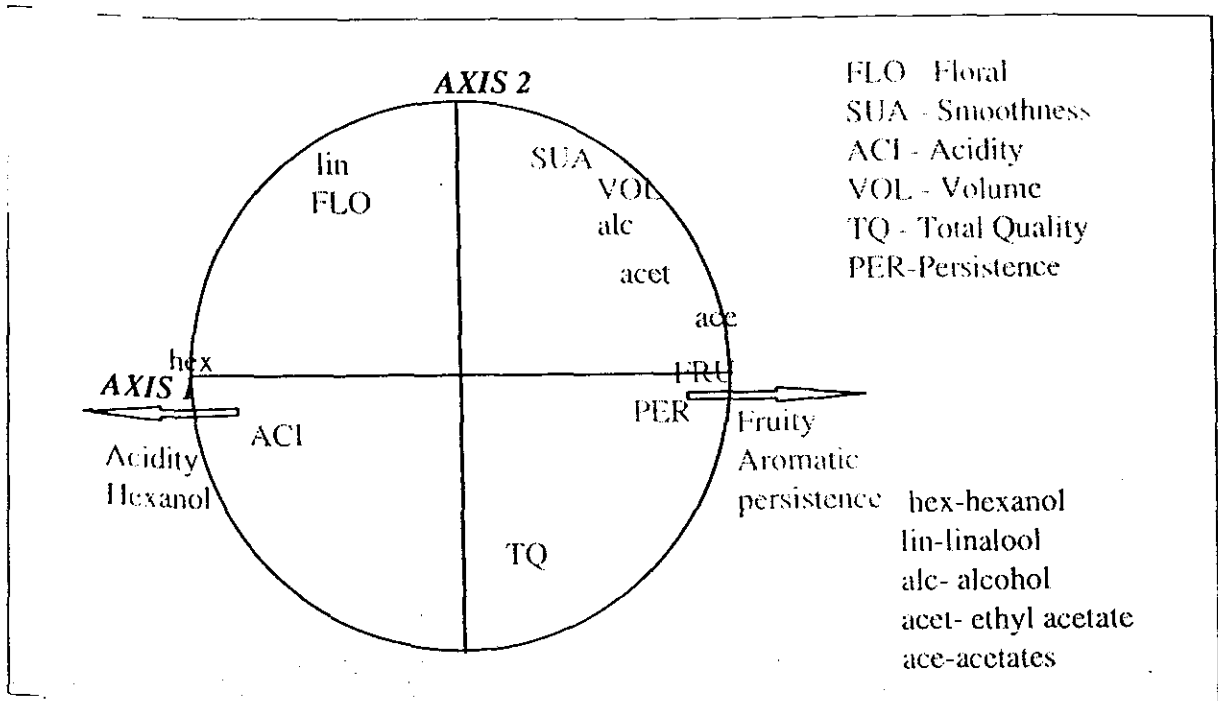 AXIS 2
lin
FLO
SUA
VOL
alc
acet
ace
hex
FRU
AXIS 1
PER
ACI
TQ
Acidity
Hexanol
Fruity
Aromatic
persistence
FLO Floral
SUA - Smoothness
ACI - Acidity
VOL - Volume
TQ - Total Quality
PER-Persistence
hex-hexanol
lin-linalool
alc- alcohol
acet- ethyl acetate
ace-acetates